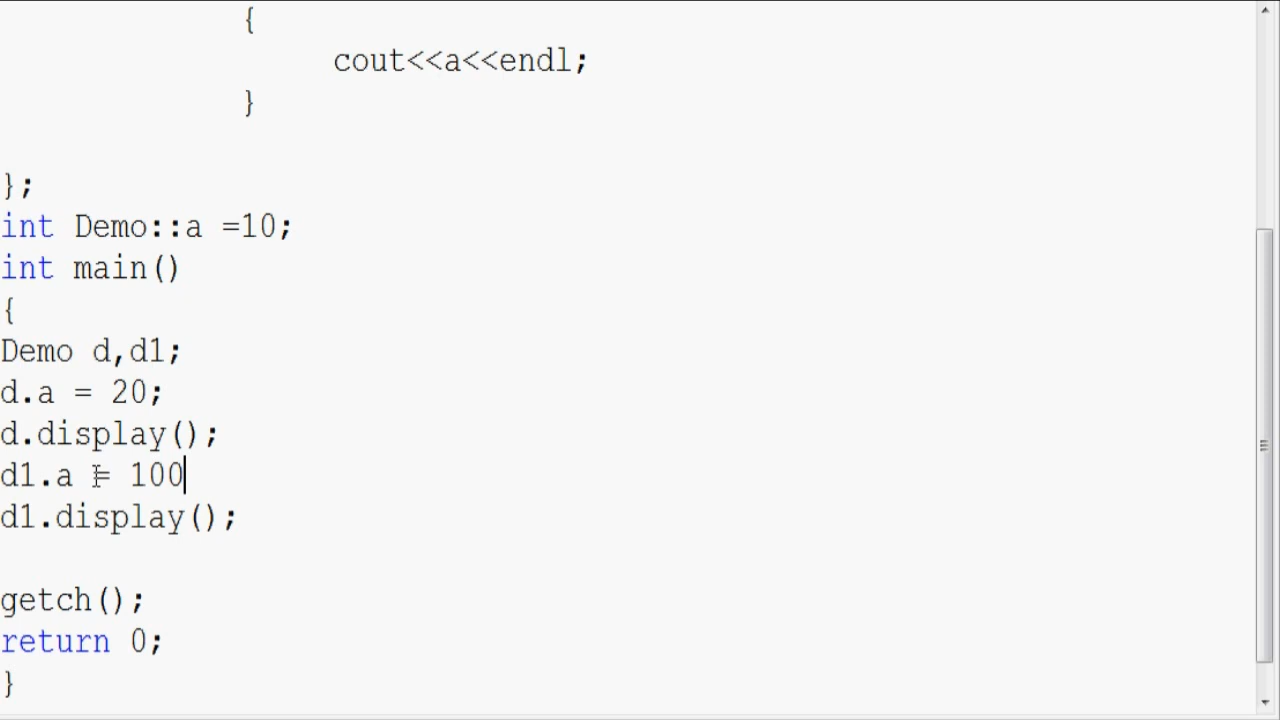 {
cout<<a<<endl;
}
};
int Demo::a =10;
int main()
{
Demo d,d1;
d.a = 20;
d.display();
d1.a = 100
d1.display();
getch();
return 0;
}